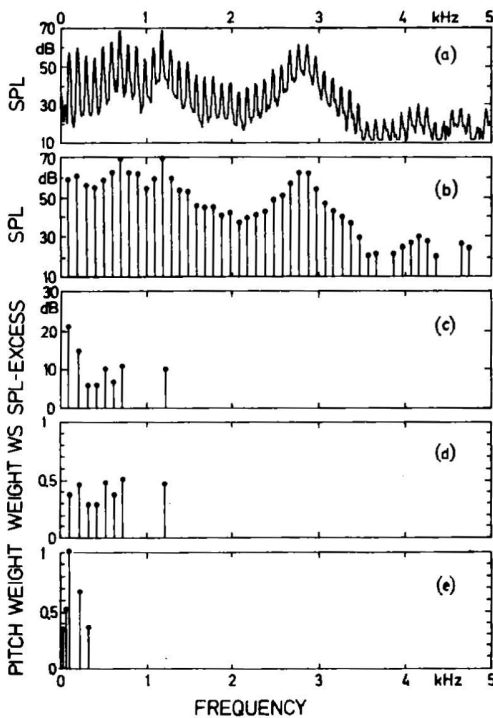 0 1 2 3 4 kHz 5
SPL
70
dB
50
30
10
(a)
SPL
70
dB
50
30
10
(b)
SPL-EXCESS
30
dB
20
10
0
(c)
WEIGHT WS
1
0.5
0
(d)
PITCH WEIGHT
1
0.5
0
(e)
0 1 2 3 4 kHz 5
FREQUENCY